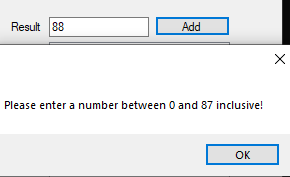 Result 88 Add
Please enter a number between 0 and 87 inclusive!
OK